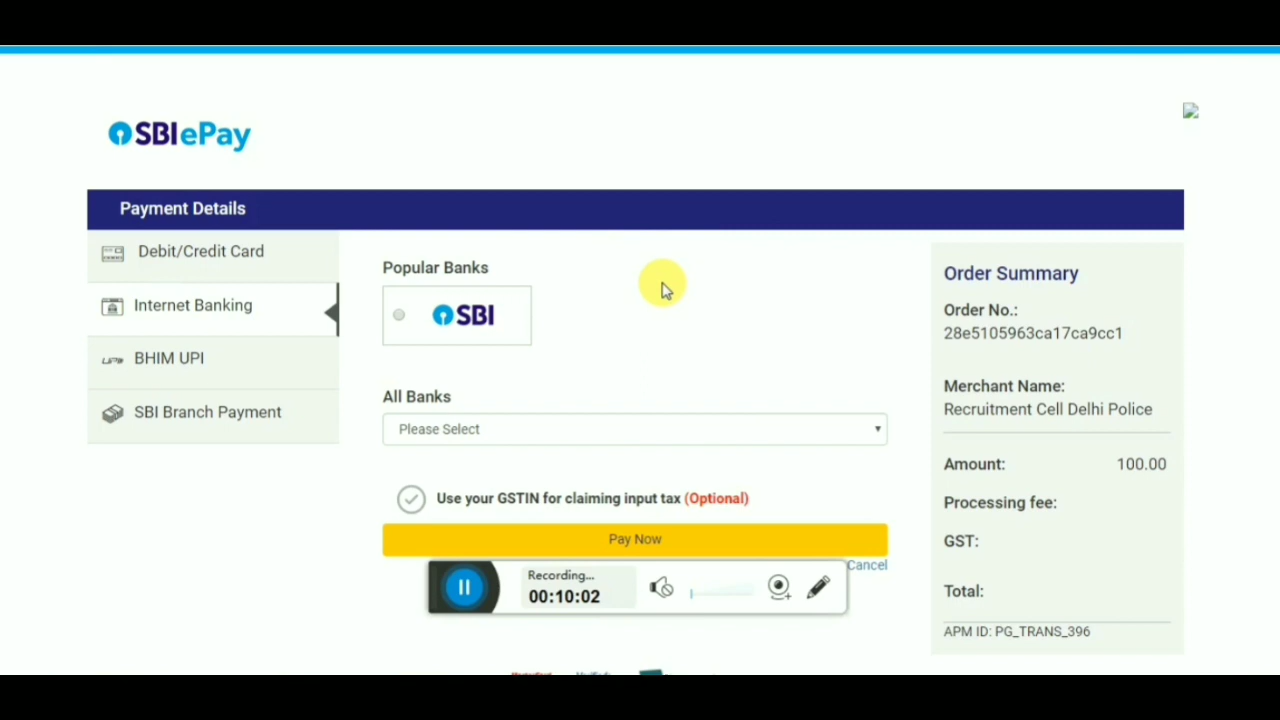 SBI ePay
Payment Details
Debit/Credit Card
Internet Banking
BHIM UPI
SBI Branch Payment
Popular Banks
SBI
All Banks
Please Select
Use your GSTIN for claiming input tax (Optional)
Pay Now
Cancel
Recording...
00:10:02
Order Summary
Order No.:
28e5105963ca17ca9cc1
Merchant Name:
Recruitment Cell Delhi Police
Amount: 100.00
Processing fee:
GST:
Total:
APM ID: PG_TRANS_396